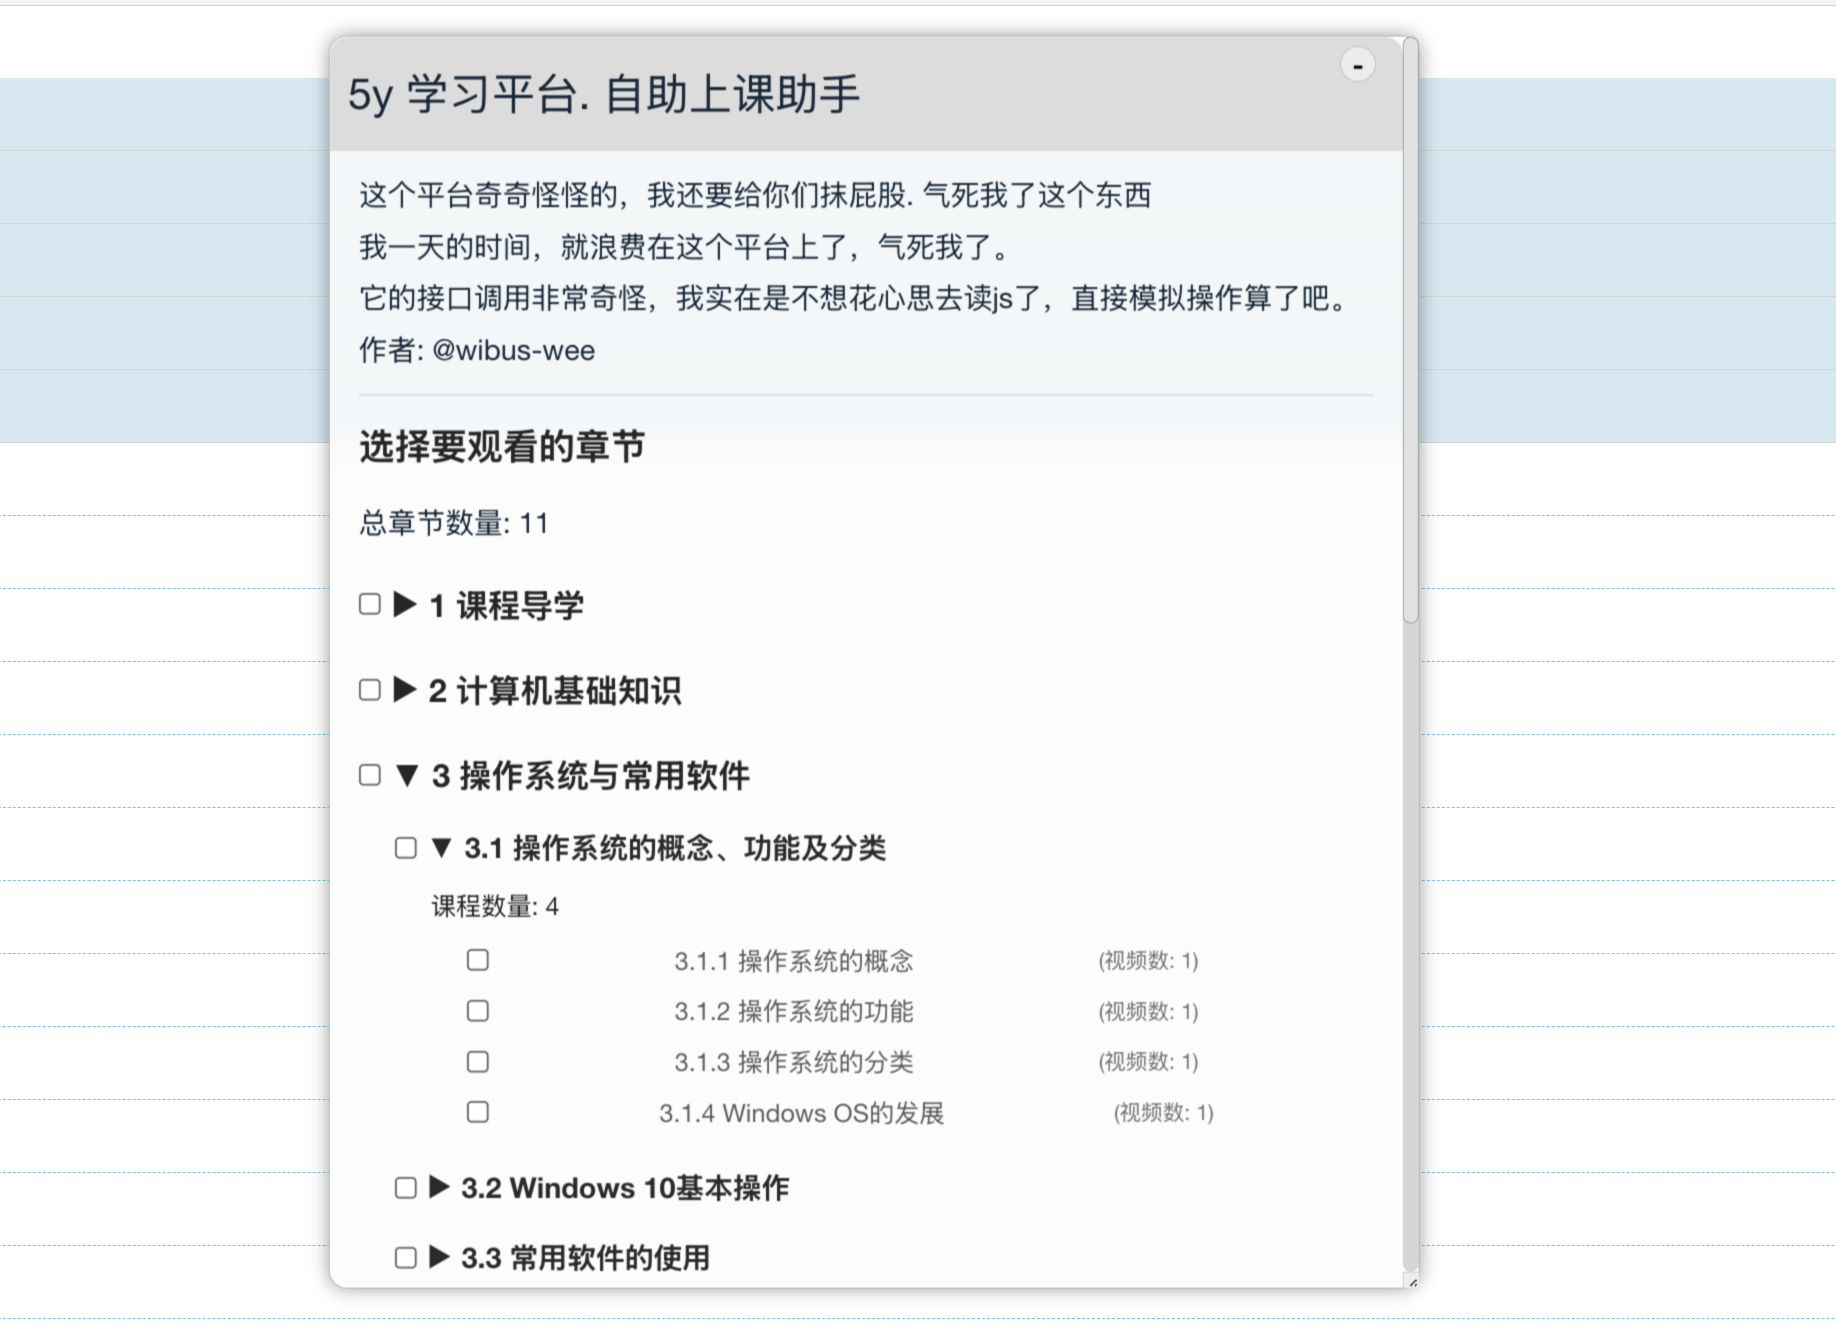 5y 学习平台. 自助上课助手
-
这个平台奇奇怪怪的，我还要给你们抹屁股. 气死我了这个东西
我一天的时间，就浪费在这个平台上了，气死我了。
它的接口调用非常奇怪，我实在是不想花心思去读js了，直接模拟操作算了吧。
作者: @wibus-wee
选择要观看的章节
总章节数量: 11
▶ 1 课程导学
▶ 2 计算机基础知识
▼ 3 操作系统与常用软件
▼ 3.1 操作系统的概念、功能及分类
课程数量: 4
3.1.1 操作系统的概念 (视频数: 1)
3.1.2 操作系统的功能 (视频数: 1)
3.1.3 操作系统的分类 (视频数: 1)
3.1.4 Windows OS的发展 (视频数: 1)
▶ 3.2 Windows 10基本操作
▶ 3.3 常用软件的使用